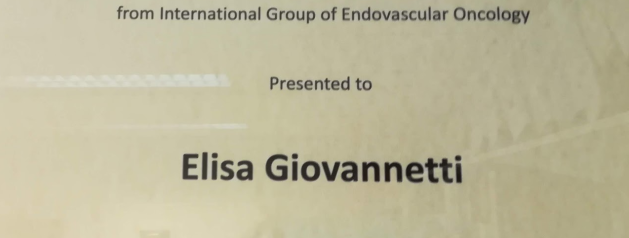 from International Group of Endovascular Oncology
Presented to
Elisa Giovannetti